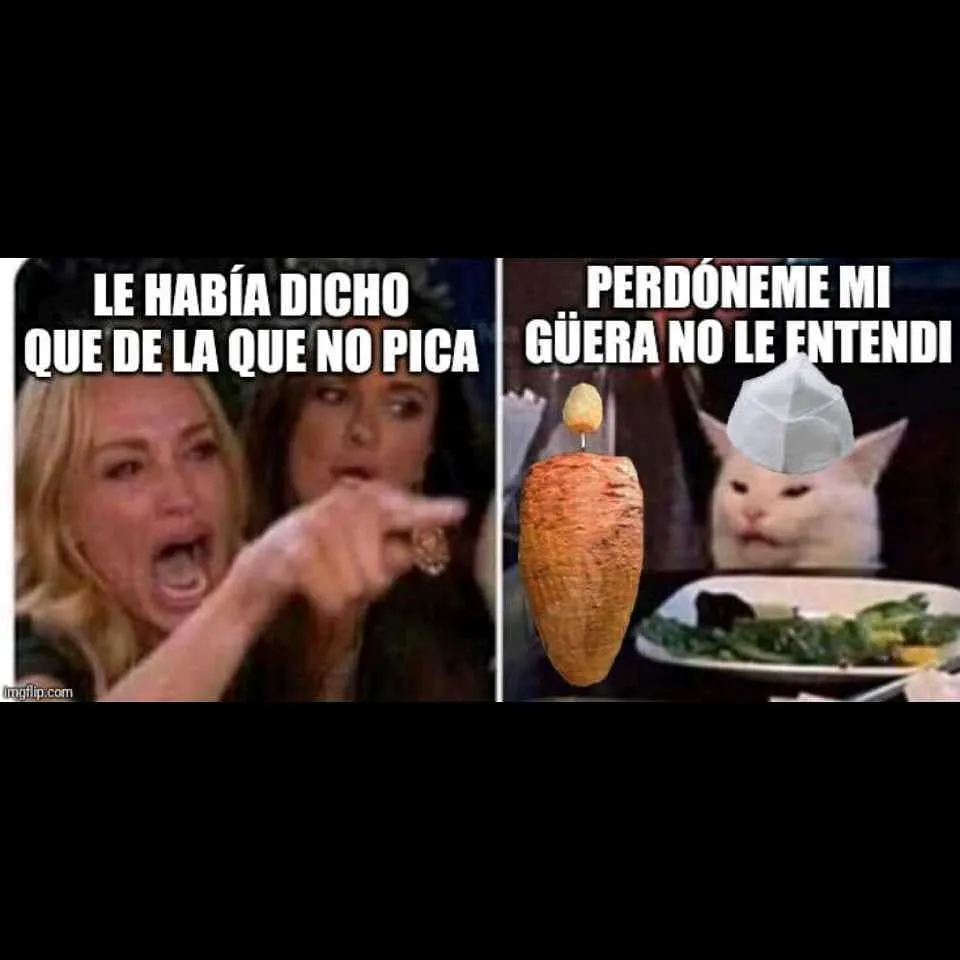 LE HABÍA DICHO
QUE DE LA QUE NO PICA
PERDÓNEME MI
GÜERA NO LE ENTENDI
imgflip.com